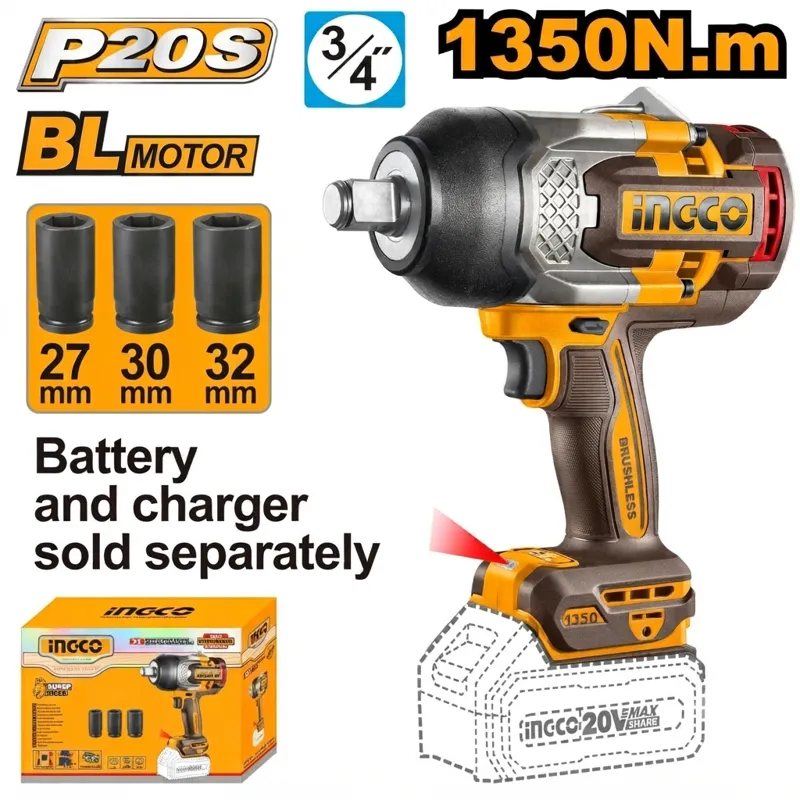 P20S
3/4″
1350N.m
BL MOTOR
INGCO
27 mm
30 mm
32 mm
BRUSHLESS
Battery
and charger
sold separately
1350
INGCO 20V MAX
SHARE
INGCO
INGCO